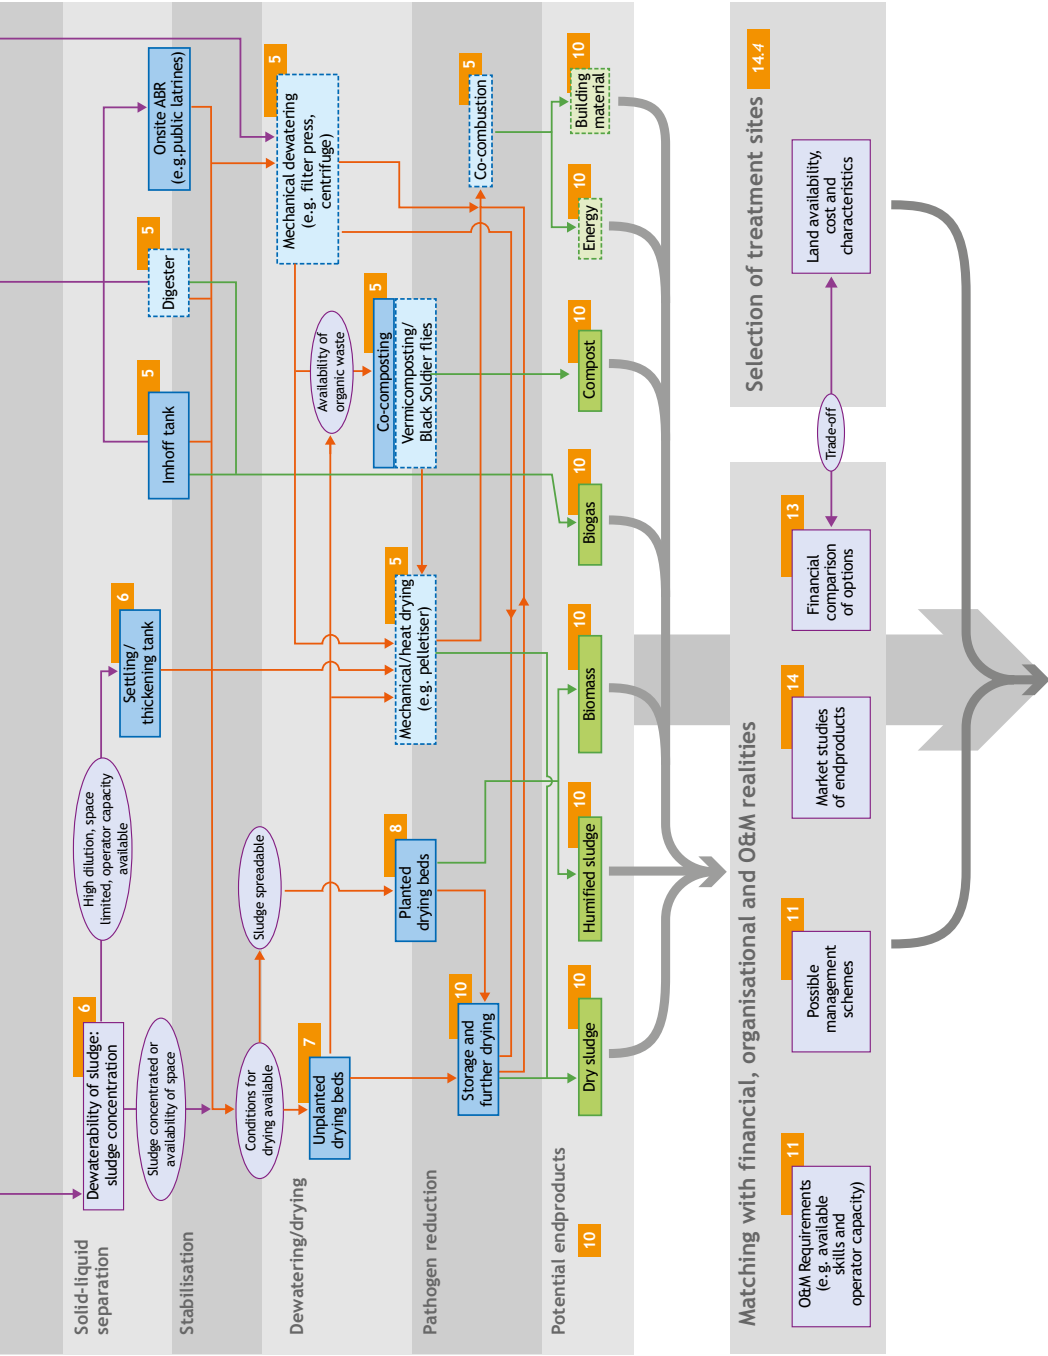 Solid-liquid
separation
6
Dewaterability of sludge:
sludge concentration
High dilution, space
limited, operator capacity
available
6
Settling/
thickening tank
Stabilisation
Sludge concentrated or
availability of space
5
Imhoff tank
5
Digester
Onsite ABR
(e.g.public latrines)
Dewatering/drying
Conditions for
drying available
Sludge spreadable
7
Unplanted
drying beds
Availability of
organic waste
5
Mechanical dewatering
(e.g. filter press,
centrifuge)
8
Planted
drying beds
5
Mechanical/heat drying
(e.g. pelletiser)
5
Co-composting
Vermicomposting/
Black Soldier flies
Pathogen reduction
10
Storage and
further drying
5
Co-combustion
Potential endproducts
10
10
Dry sludge
10
Humified sludge
10
Biomass
10
Biogas
10
Compost
10
Energy
10
Building
material
Matching with financial, organisational and O&M realities
11
O&M Requirements
(e.g. available
skills and
operator capacity)
11
Possible
management
schemes
14
Market studies
of endproducts
13
Financial
comparison
of options
Trade-off
Selection of treatment sites
14.4
Land availability,
cost and
characteristics